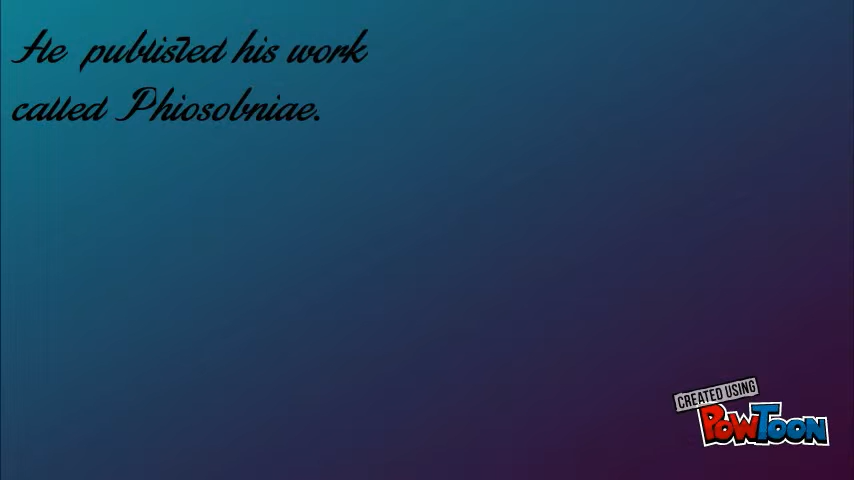 He publisted his work
called Phiosobniae.
CREATED USING
POWTOON